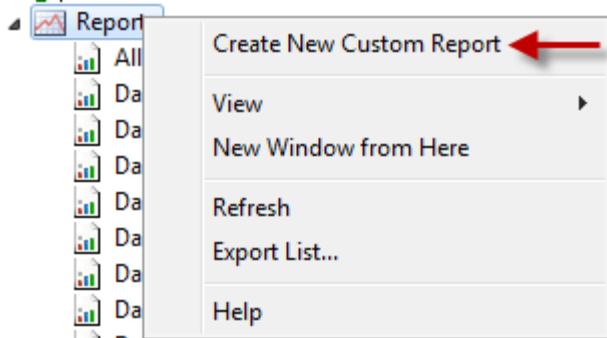 Report
All
Create New Custom Report
Da
View
Da
New Window from Here
Da
Da
Refresh
Da
Export List...
Da
Da
Help